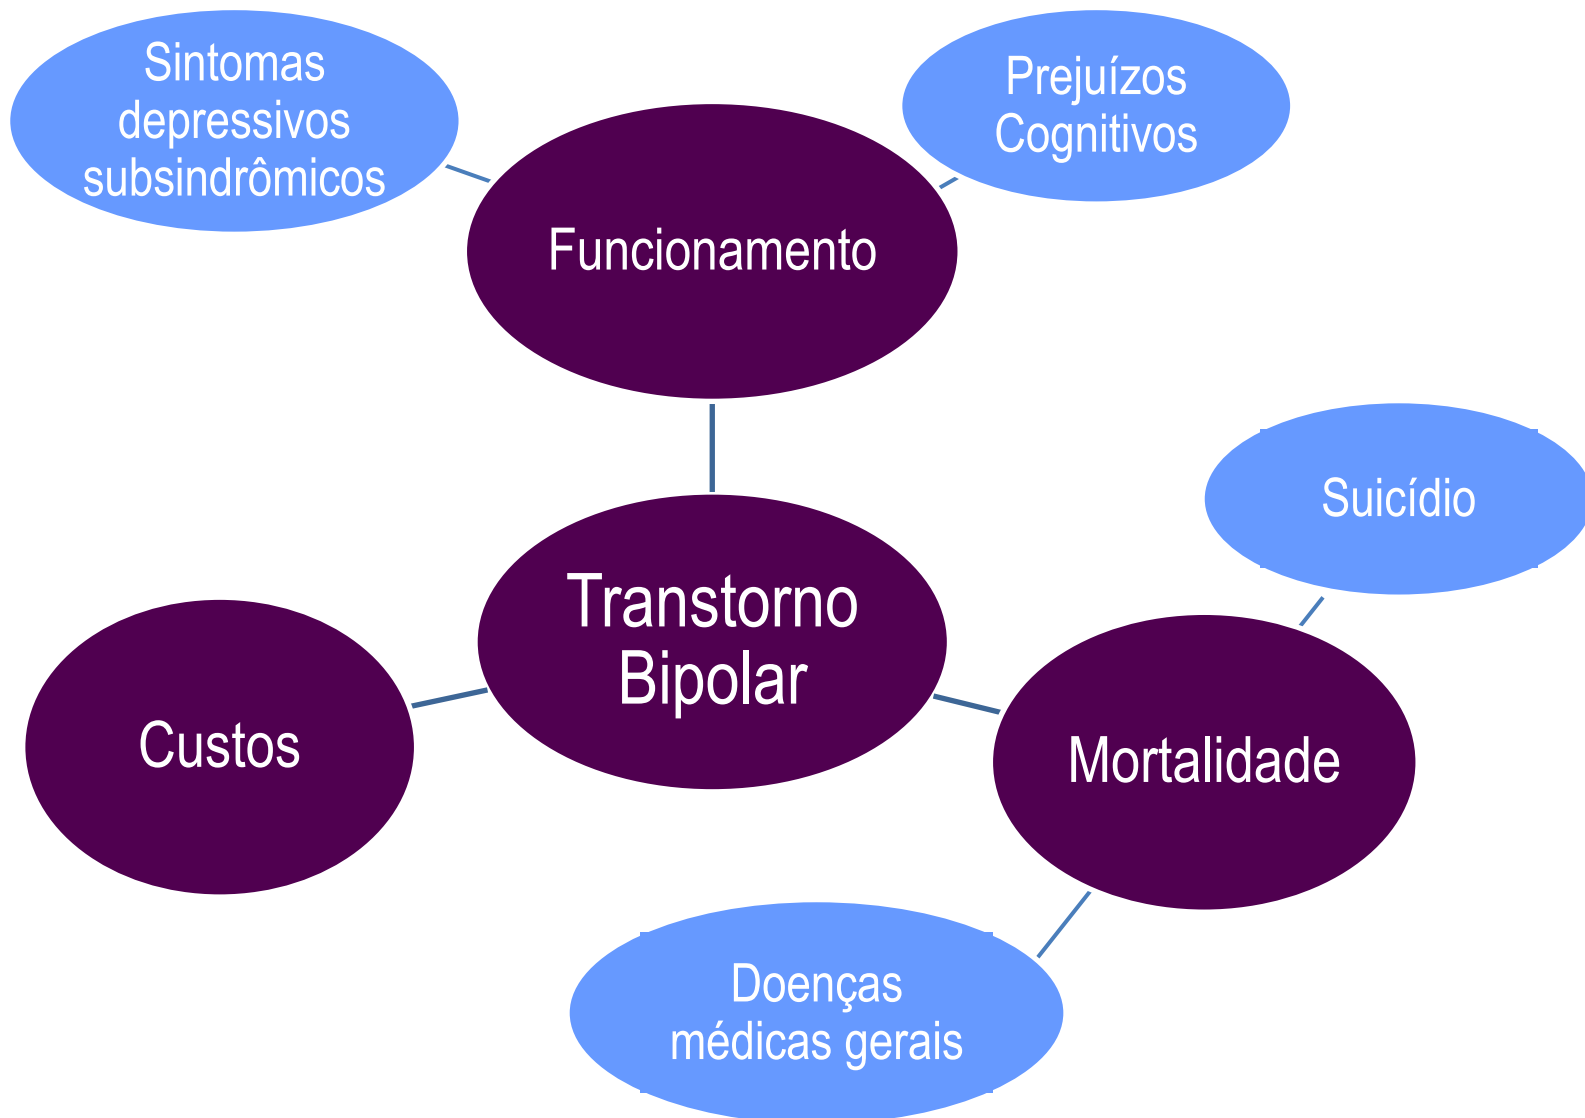 Sintomas
depressivos
subsindrômicos
Prejuízos
Cognitivos
Funcionamento
Suicídio
Transtorno
Bipolar
Custos
Mortalidade
Doenças
médicas gerais